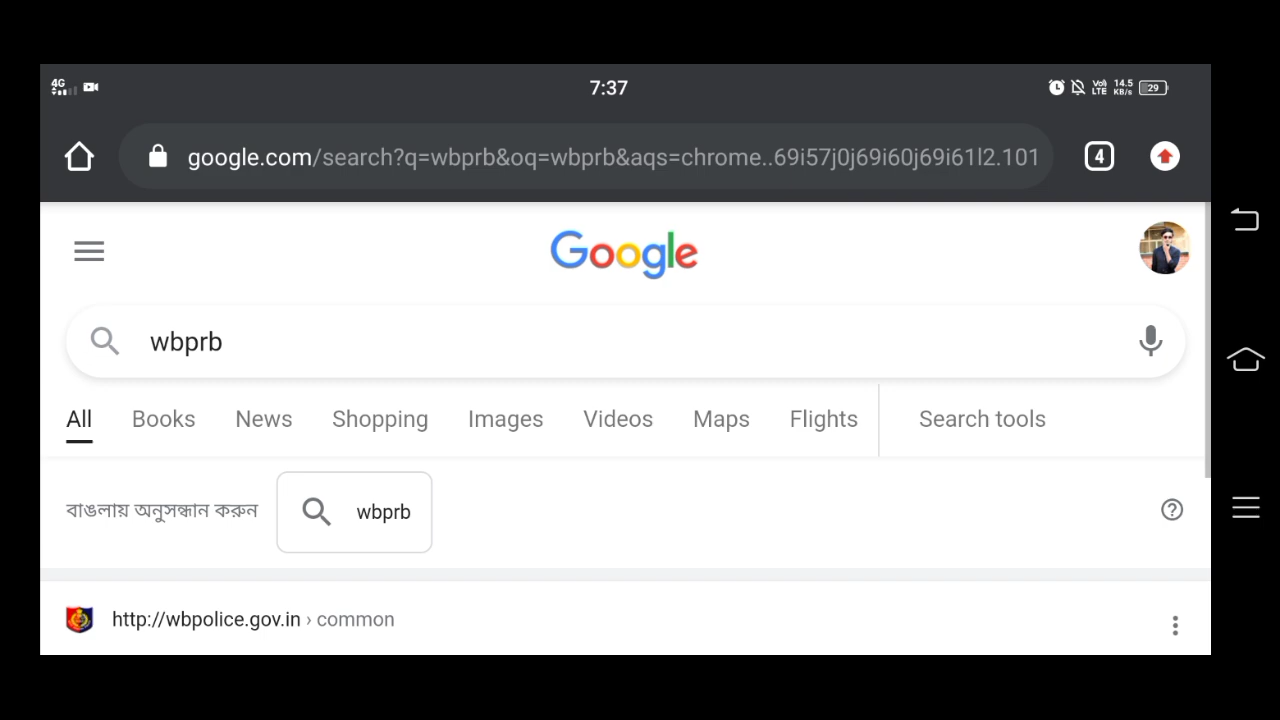 4G 7:37 Vo) LTE 14.5 KB/s 29
google.com/search?q=wbprb&oq=wbprb&aqs=chrome..69i57j0j69i60j69i61l2.101 4
Google
wbprb
All Books News Shopping Images Videos Maps Flights Search tools
বাঙলায় অনুসন্ধান করুন wbprb
http://wbpolice.gov.in › common